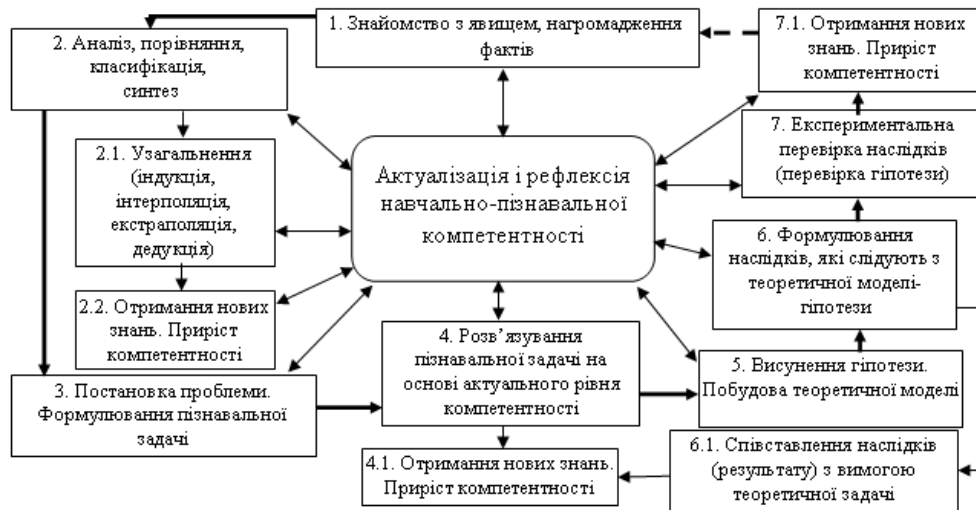 1. Знайомство з явищем, нагромадження
фактів
2. Аналіз, порівняння,
класифікація,
синтез
7.1. Отримання нових
знань. Приріст
компетентності
2.1. Узагальнення
(індукція,
інтерполяція,
екстраполяція,
дедукція)
Актуалізація і рефлексія
навчально-пізнавальної
компетентності
7. Експериментальна
перевірка наслідків
(перевірка гіпотези)
6. Формулювання
наслідків, які слідують з
теоретичної моделі-
гіпотези
2.2. Отримання нових
знань. Приріст
компетентності
4. Розв’язування
пізнавальної задачі на
основі актуального рівня
компетентності
5. Висунення гіпотези.
Побудова теоретичної моделі
3. Постановка проблеми.
Формулювання пізнавальної
задачі
4.1. Отримання нових знань.
Приріст компетентності
6.1. Співставлення наслідків
(результату) з вимогою
теоретичної задачі